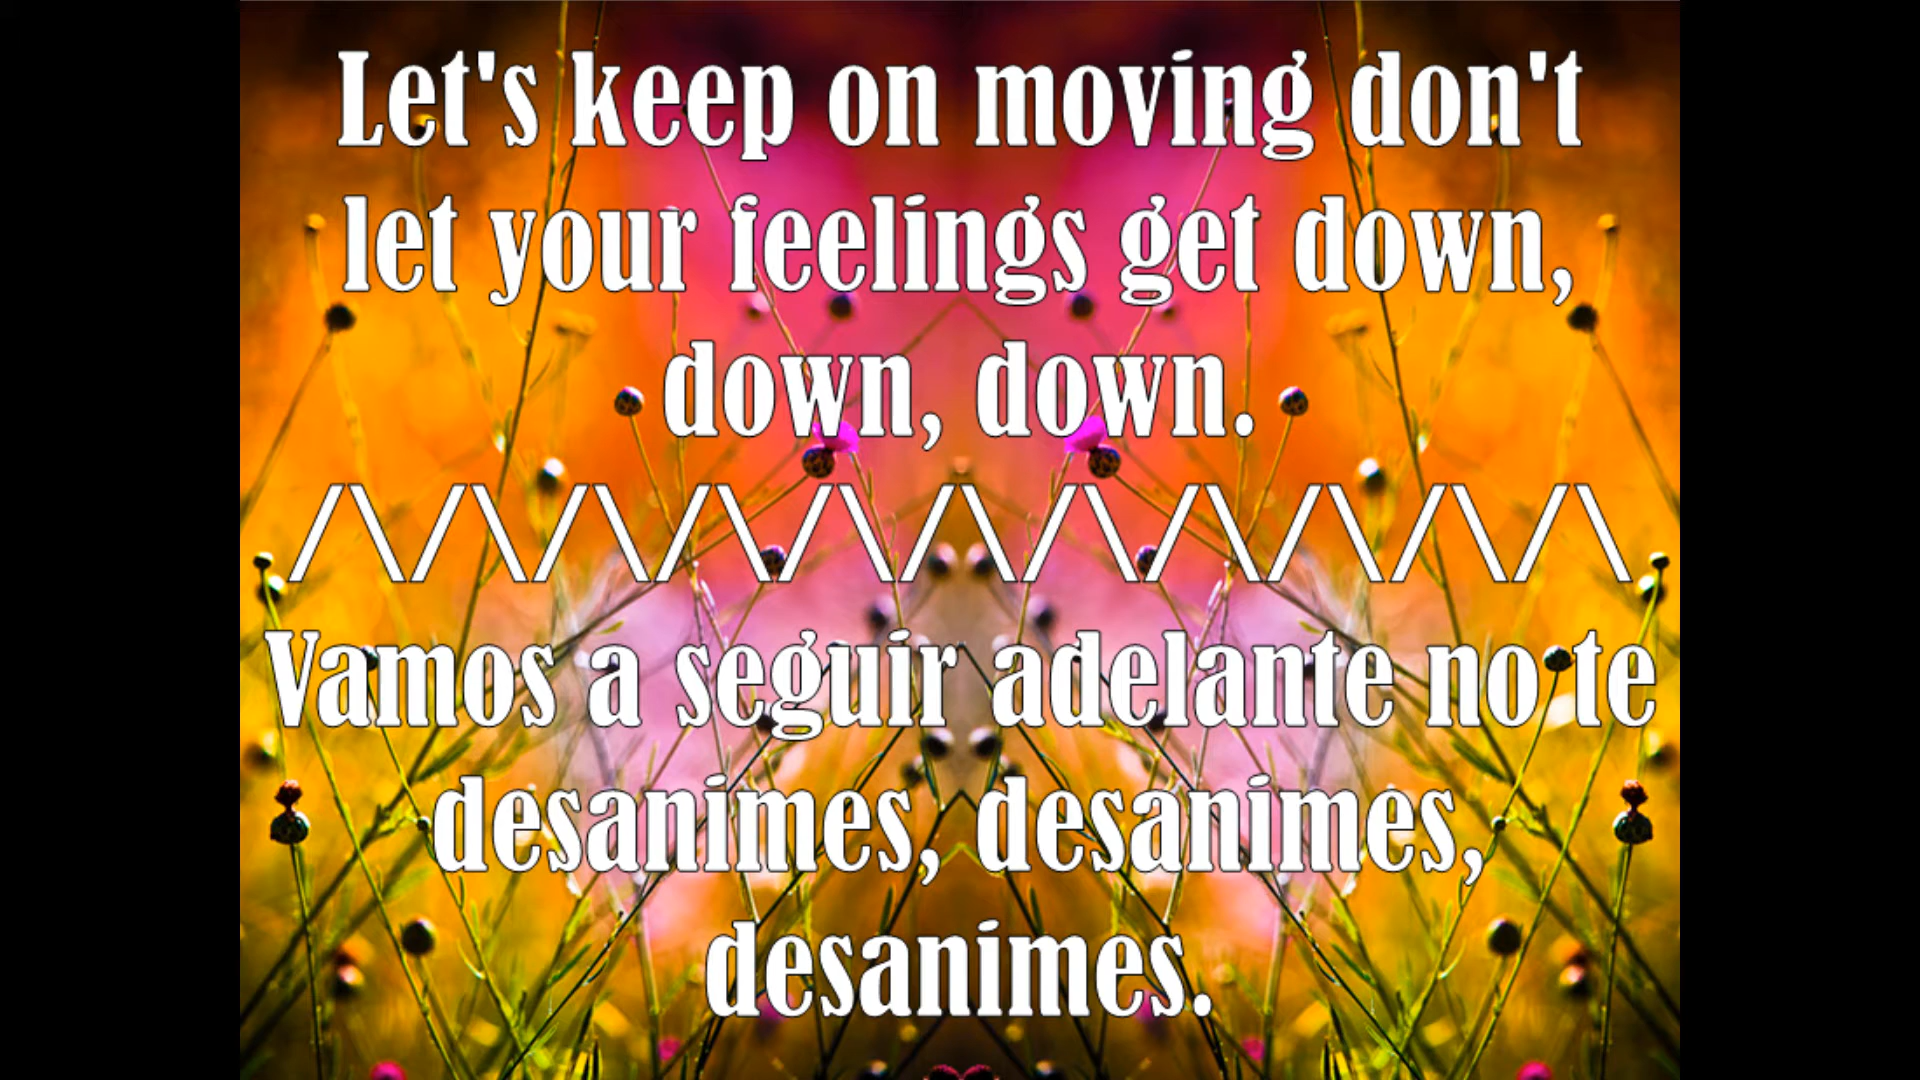 Let's keep on moving don't
let your feelings get down,
down, down.
/\/\/\/\/\/\/\/\/\/\/\
Vamos a seguir adelante no te
desanimes, desanimes,
desanimes.